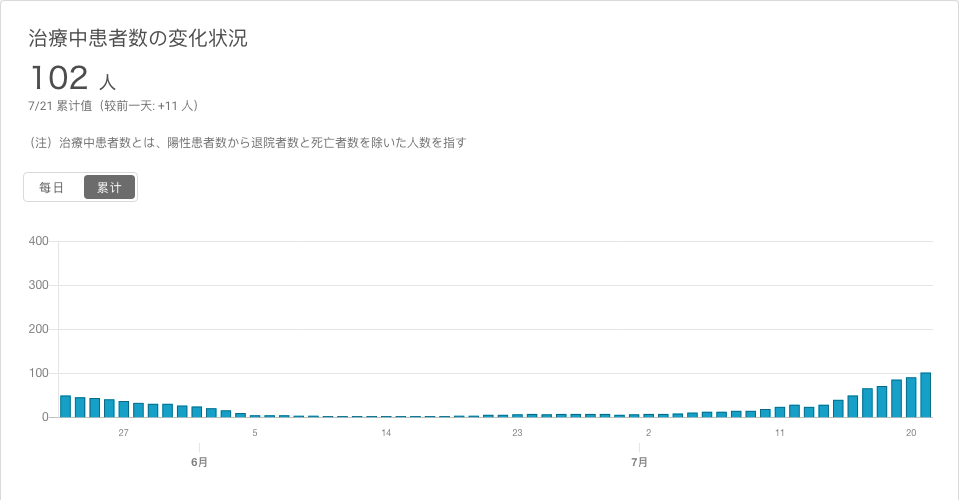 治療中患者数の変化状況
102 人
7/21 累计值（较前一天: +11 人）
（注）治療中患者数とは、陽性患者数から退院者数と死亡者数を除いた人数を指す
每日 累计
400
300
200
100
0
27 5 14 23 2 11 20
6月 7月